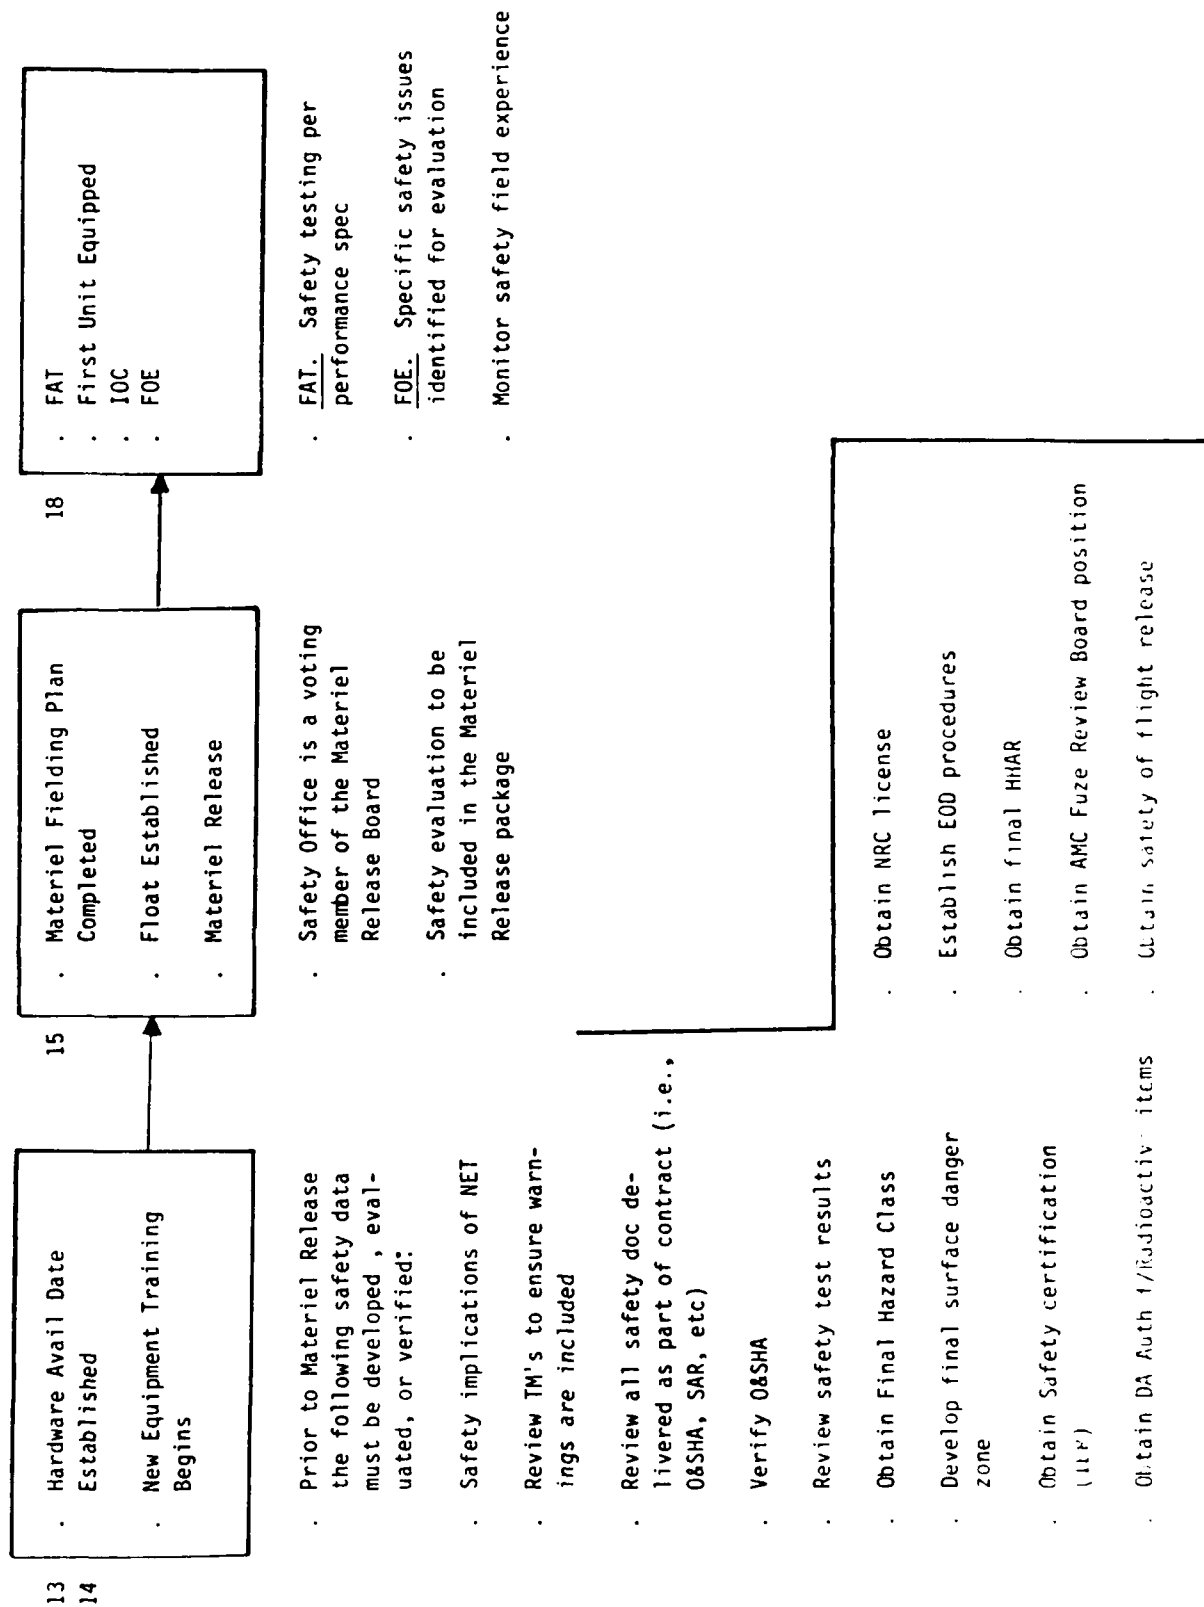 13
14
. Hardware Avail Date
Established
. New Equipment Training
Begins
15
. Materiel Fielding Plan
Completed
. Float Established
. Materiel Release
18
. FAT
. First Unit Equipped
. IOC
. FOE
. Prior to Materiel Release
the following safety data
must be developed , eval-
uated, or verified:
. Safety implications of NET
. Review TM's to ensure warn-
ings are included
. Review all safety doc de-
livered as part of contract (i.e.,
O&SHA, SAR, etc)
. Verify O&SHA
. Review safety test results
. Obtain Final Hazard Class
. Develop final surface danger
zone
. Obtain Safety certification
. Obtain DA Auth f/Radioactiv items
. Safety Office is a voting
member of the Materiel
Release Board
. Safety evaluation to be
included in the Materiel
Release package
. Obtain NRC license
. Establish EOD procedures
. Obtain final HHAR
. Obtain AMC Fuze Review Board position
. Obtain safety of flight release
. FAT. Safety testing per
performance spec
. FOE. Specific safety issues
identified for evaluation
. Monitor safety field experience